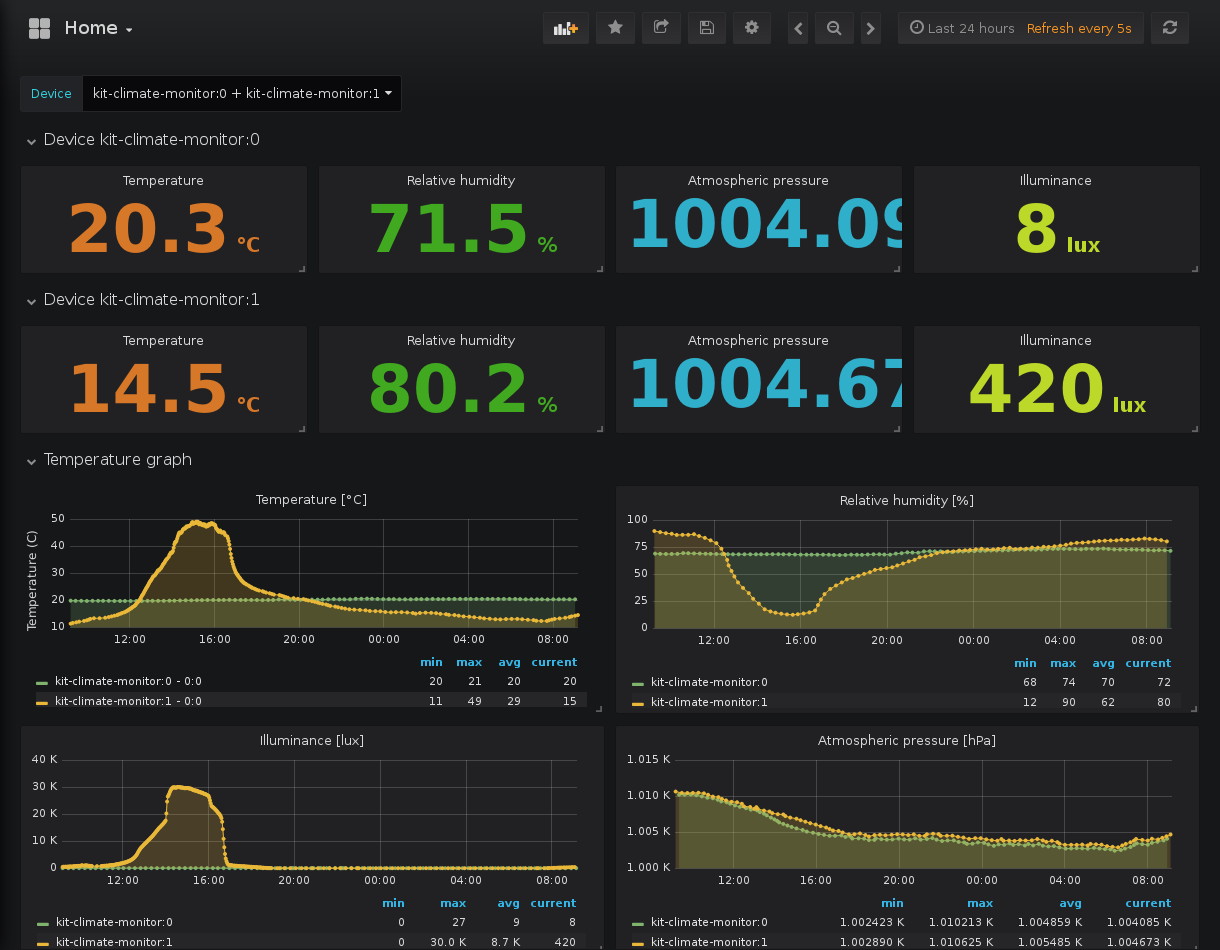 Home
Last 24 hours Refresh every 5s
Device kit-climate-monitor:0 + kit-climate-monitor:1
Device kit-climate-monitor:0
Temperature Relative humidity Atmospheric pressure Illuminance
20.3 °C 71.5 % 1004.09 8 lux
Device kit-climate-monitor:1
Temperature Relative humidity Atmospheric pressure Illuminance
14.5 °C 80.2 % 1004.67 420 lux
Temperature graph
Temperature [°C]
Temperature (C)
50
40
30
20
10
12:00 16:00 20:00 00:00 04:00 08:00
min max avg current
kit-climate-monitor:0 - 0:0 20 21 20 20
kit-climate-monitor:1 - 0:0 11 49 29 15
Relative humidity [%]
100
75
50
25
0
12:00 16:00 20:00 00:00 04:00 08:00
min max avg current
kit-climate-monitor:0 68 74 70 72
kit-climate-monitor:1 12 90 62 80
Illuminance [lux]
40 K
30 K
20 K
10 K
0
12:00 16:00 20:00 00:00 04:00 08:00
min max avg current
kit-climate-monitor:0 0 27 9 8
kit-climate-monitor:1 0 30.0 K 8.7 K 420
Atmospheric pressure [hPa]
1.015 K
1.010 K
1.005 K
1.000 K
12:00 16:00 20:00 00:00 04:00 08:00
min max avg current
kit-climate-monitor:0 1.002423 K 1.010213 K 1.004859 K 1.004085 K
kit-climate-monitor:1 1.002890 K 1.010625 K 1.005485 K 1.004673 K